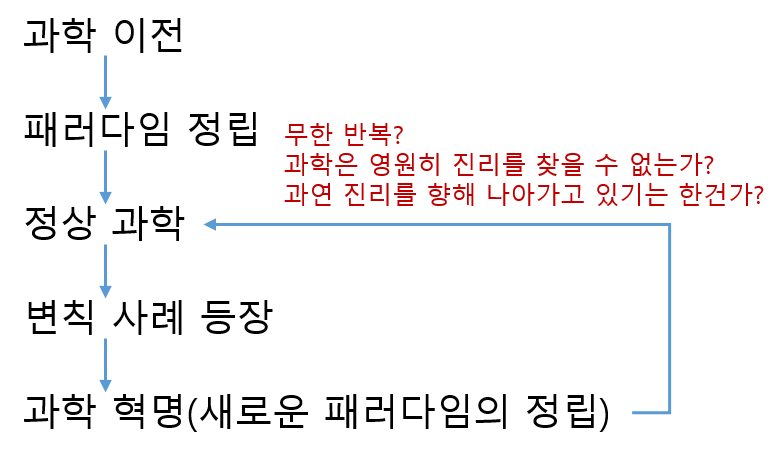 과학 이전
패러다임 정립
무한 반복?
과학은 영원히 진리를 찾을 수 없는가?
과연 진리를 향해 나아가고 있기는 한건가?
정상 과학
변칙 사례 등장
과학 혁명(새로운 패러다임의 정립)